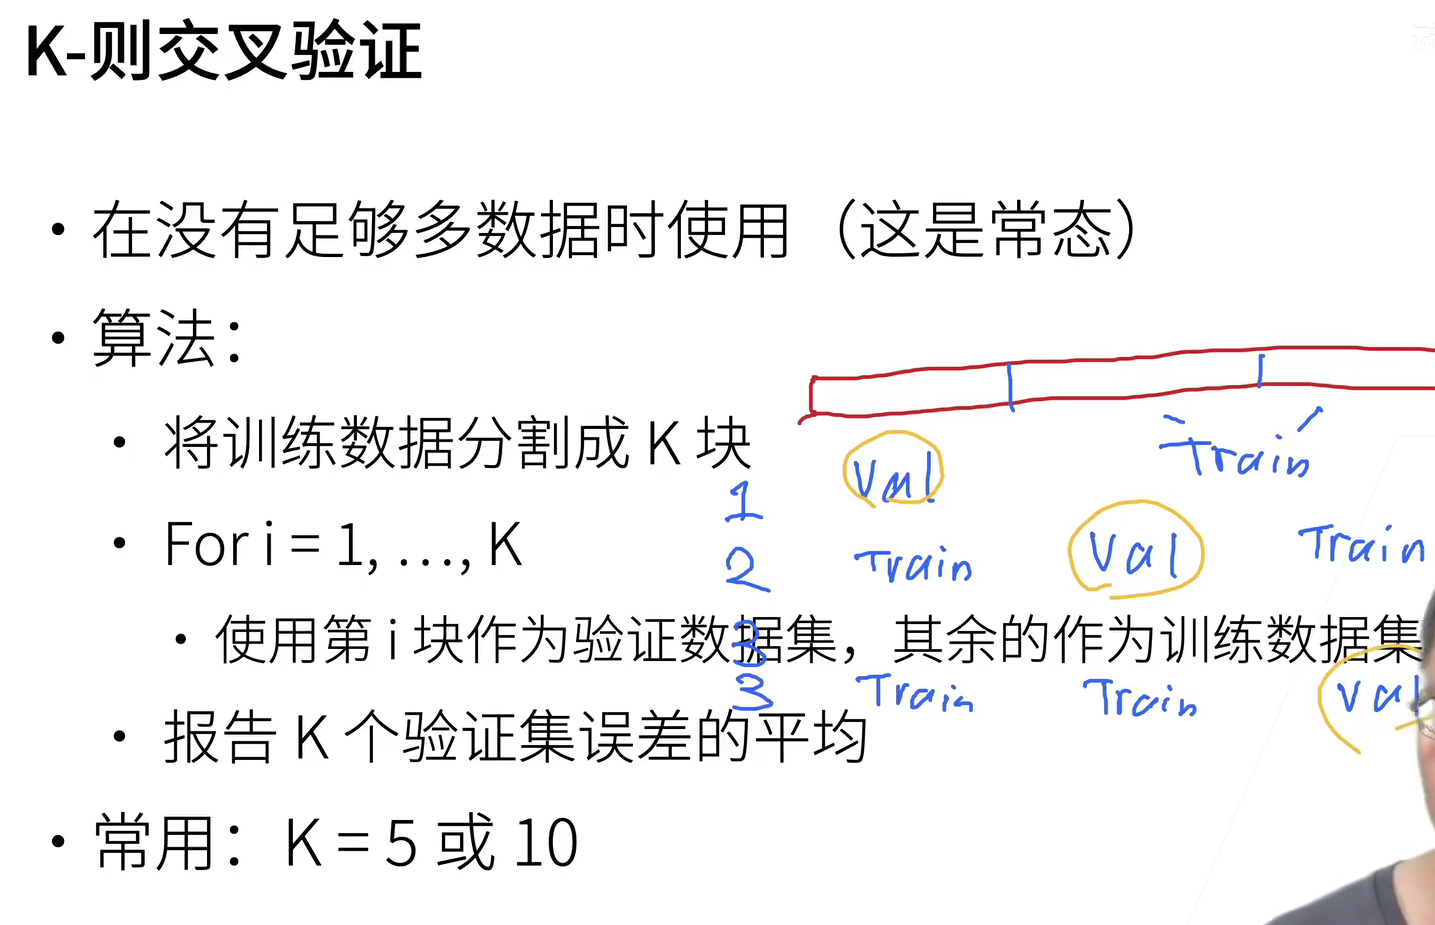 K-则交叉验证
• 在没有足够多数据时使用（这是常态）
• 算法：
• 将训练数据分割成 K 块
Val Train
1
• For i = 1, …, K
2 Train Val Train
• 使用第 i 块作为验证数据集，其余的作为训练数据集
3
3 Train Train Val
• 报告 K 个验证集误差的平均
• 常用：K = 5 或 10